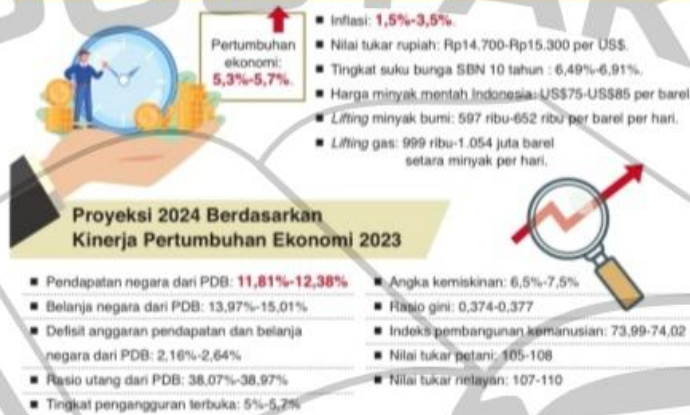 Pertumbuhan
ekonomi:
5,3%-5,7%.
■ Inflasi: 1,5%-3,5%.
■ Nilai tukar rupiah: Rp14.700-Rp15.300 per US$.
■ Tingkat suku bunga SBN 10 tahun : 6,49%-6,91%.
■ Harga minyak mentah Indonesia: US$75-US$85 per barel
■ Lifting minyak bumi: 597 ribu-652 ribu per barel per hari.
■ Lifting gas: 999 ribu-1.054 juta barel
setara minyak per hari.
Proyeksi 2024 Berdasarkan
Kinerja Pertumbuhan Ekonomi 2023
■ Pendapatan negara dari PDB: 11,81%-12,38%
■ Belanja negara dari PDB: 13,97%-15,01%
■ Defisit anggaran pendapatan dan belanja
negara dari PDB: 2,16%-2,64%
■ Rasio utang dari PDB: 38,07%-38,97%
■ Tingkat pengangguran terbuka: 5%-5,7%
■ Angka kemiskinan: 6,5%-7,5%
■ Rasio gini: 0,374-0,377
■ Indeks pembangunan kemanusian: 73,99-74,02
■ Nilai tukar petani: 105-108
■ Nilai tukar nelayan: 107-110